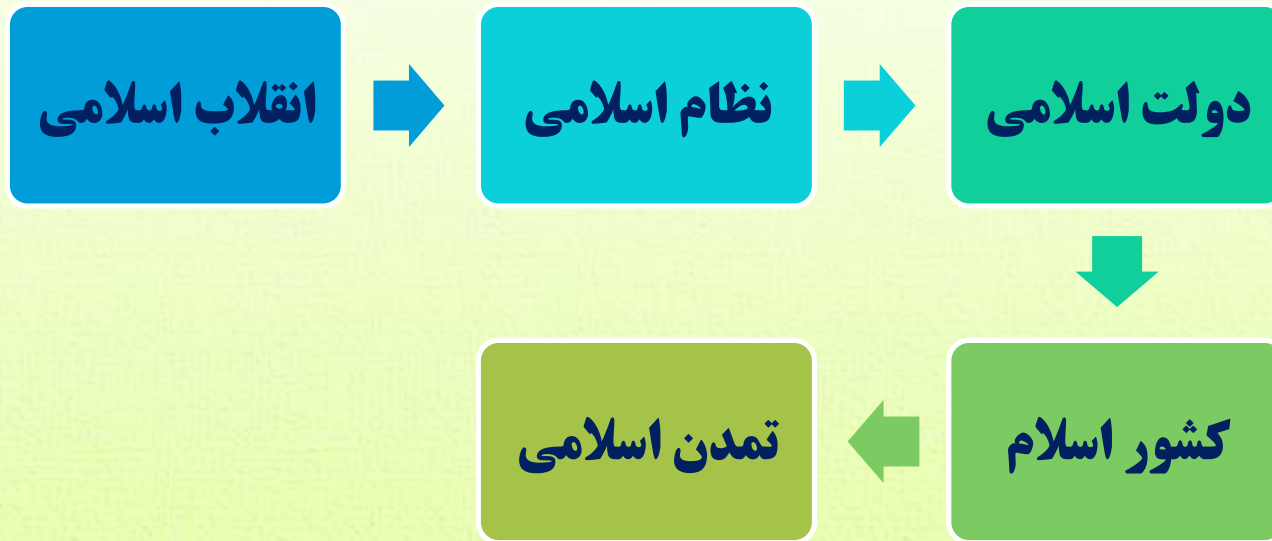 انقلاب اسلامی
نظام اسلامی
دولت اسلامی
کشور اسلام
تمدن اسلامی